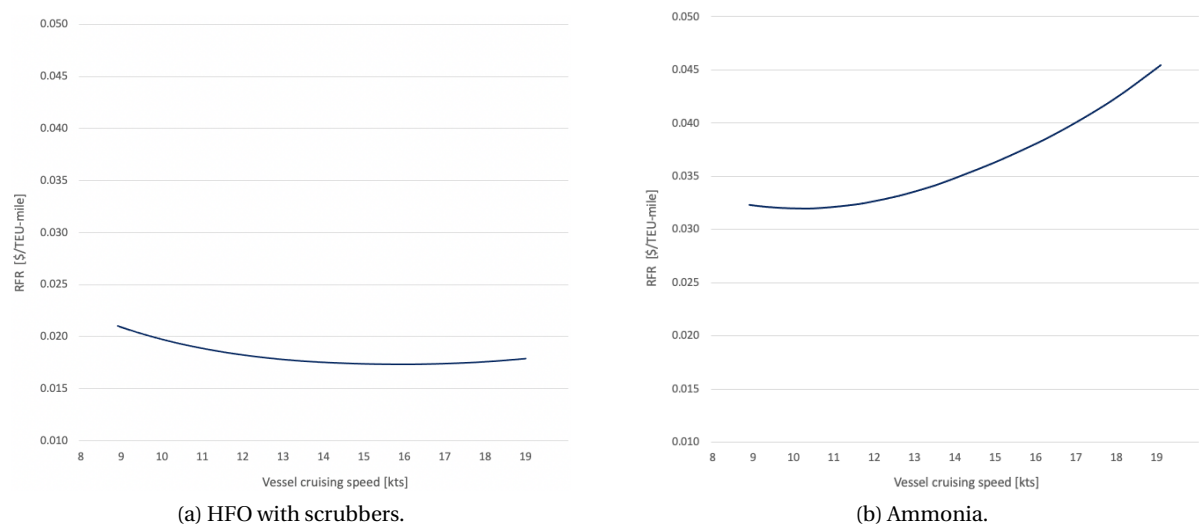 0.050
0.045
0.040
0.035
0.030
0.025
0.020
0.015
0.010
RFR [$/TEU-mile]
8 9 10 11 12 13 14 15 16 17 18 19
Vessel cruising speed [kts]
(a) HFO with scrubbers.
0.050
0.045
0.040
0.035
0.030
0.025
0.020
0.015
0.010
RFR [$/TEU-mile]
8 9 10 11 12 13 14 15 16 17 18 19
Vessel cruising speed [kts]
(b) Ammonia.